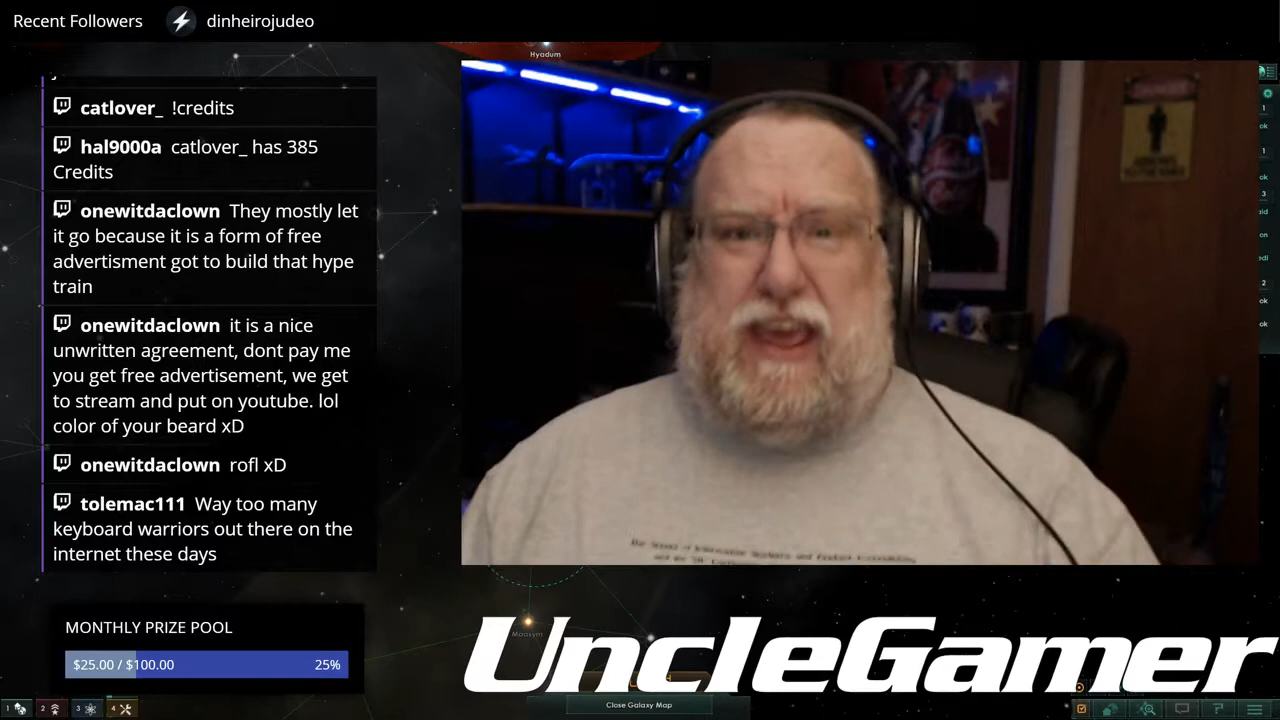 Recent Followers dinheirojudeo
Hyadum
catlover_ !credits
hal9000a catlover_ has 385
Credits
onewitdaclown They mostly let
it go because it is a form of free
advertisment got to build that hype
train
onewitdaclown it is a nice
unwritten agreement, dont pay me
you get free advertisement, we get
to stream and put on youtube. lol
color of your beard xD
onewitdaclown rofl xD
tolemac111 Way too many
keyboard warriors out there on the
internet these days
MONTHLY PRIZE POOL
$25.00 / $100.00 25%
UncleGamer
Close Galaxy Map
1 2 3 4